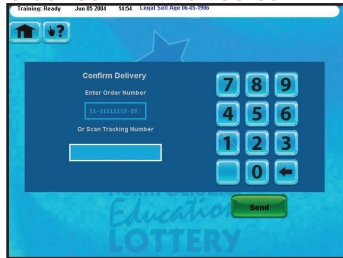 Training: Ready Jun 05 2004 14:54 Legal Sell Age 06-05-1986
?
Confirm Delivery
Enter Order Number
11-11111112-22
Or Scan Tracking Number
7 8 9
4 5 6
1 2 3
0
Send
Education
LOTTERY